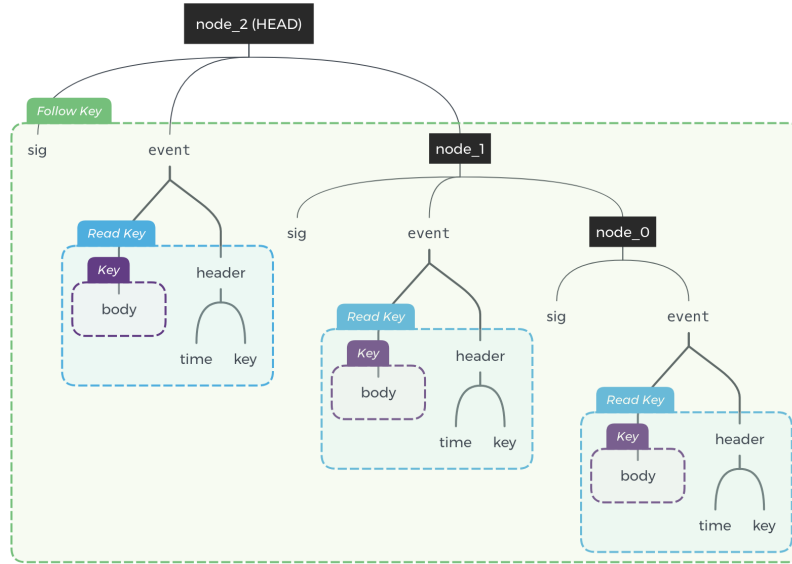 node_2 (HEAD)
Follow Key
sig
event
node_1
Read Key
Key
body
header
time
key
sig
event
node_0
Read Key
Key
body
header
time
key
sig
event
Read Key
Key
body
header
time
key